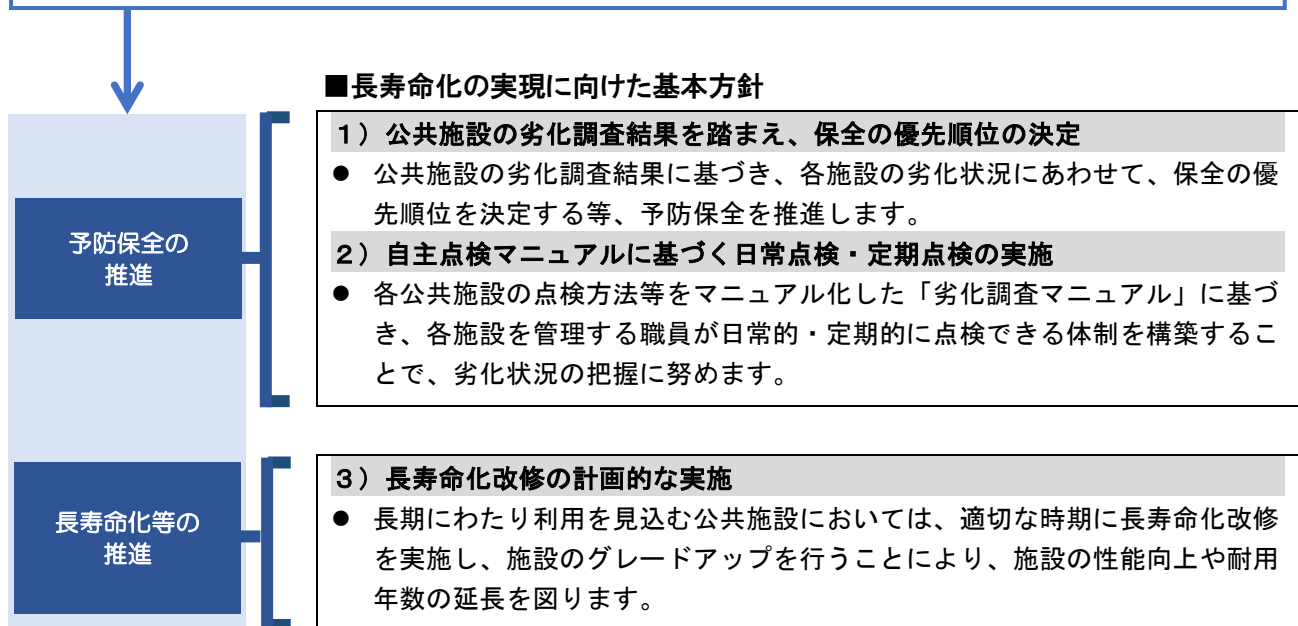 ■長寿命化の実現に向けた基本方針
予防保全の
推進
1）公共施設の劣化調査結果を踏まえ、保全の優先順位の決定
● 公共施設の劣化調査結果に基づき、各施設の劣化状況にあわせて、保全の優
先順位を決定する等、予防保全を推進します。
2）自主点検マニュアルに基づく日常点検・定期点検の実施
● 各公共施設の点検方法等をマニュアル化した「劣化調査マニュアル」に基づ
き、各施設を管理する職員が日常的・定期的に点検できる体制を構築するこ
とで、劣化状況の把握に努めます。
長寿命化等の
推進
3）長寿命化改修の計画的な実施
● 長期にわたり利用を見込む公共施設においては、適切な時期に長寿命化改修
を実施し、施設のグレードアップを行うことにより、施設の性能向上や耐用
年数の延長を図ります。